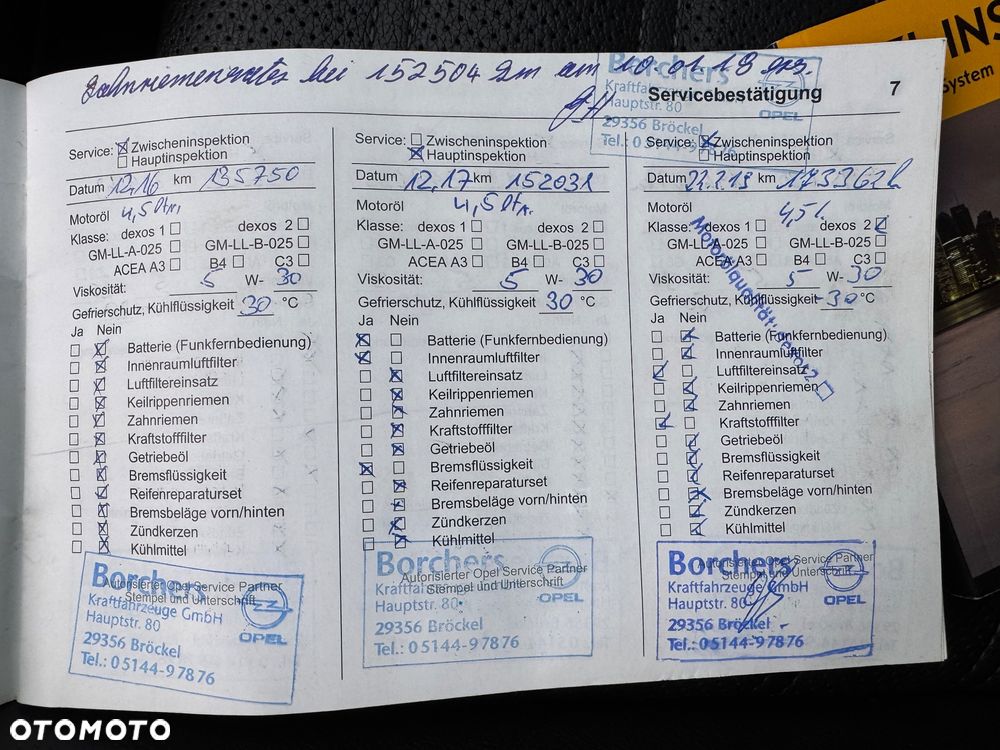 Zahnriemensatz bei 152504 km am 10.01.18 ers.
Borchers
Kraftfa
Hauptstr. 80
29356 Bröckel
OPEL
Servicebestätigung 7
Service: Zwischeninspektion
Hauptinspektion
Datum 12.16 km 135750
Motoröl 4,5 Ltr.
Klasse: dexos 1 dexos 2
GM-LL-A-025 GM-LL-B-025
ACEA A3 B4 C3
Viskosität: 5 W- 30
Gefrierschutz, Kühlflüssigkeit 30 °C
Ja Nein
Batterie (Funkfernbedienung)
Innenraumluftfilter
Luftfiltereinsatz
Keilrippenriemen
Zahnriemen
Kraftstofffilter
Getriebeöl
Bremsflüssigkeit
Reifenreparaturset
Bremsbeläge vorn/hinten
Zündkerzen
Kühlmittel
Autorisierter Opel Service Partner
Stempel und Unterschrift
Borchers
Kraftfahrzeuge GmbH
Hauptstr. 80
29356 Bröckel
Tel.: 05144-97876
OPEL
Service: Zwischeninspektion
Hauptinspektion
Datum 12.17 km 152031
Motoröl 4,5 Ltr.
Klasse: dexos 1 dexos 2
GM-LL-A-025 GM-LL-B-025
ACEA A3 B4 C3
Viskosität: 5 W- 30
Gefrierschutz, Kühlflüssigkeit 30 °C
Ja Nein
Batterie (Funkfernbedienung)
Innenraumluftfilter
Luftfiltereinsatz
Keilrippenriemen
Zahnriemen
Kraftstofffilter
Getriebeöl
Bremsflüssigkeit
Reifenreparaturset
Bremsbeläge vorn/hinten
Zündkerzen
Kühlmittel
Autorisierter Opel Service Partner
Stempel und Unterschrift
Borchers
Kraftfahrzeuge GmbH
Hauptstr. 80
29356 Bröckel
Tel.: 05144-97876
OPEL
Service: Zwischeninspektion
Hauptinspektion
Datum 22.2.19 km 173362
Motoröl 4,5 l.
Klasse: dexos 1 dexos 2
GM-LL-A-025 GM-LL-B-025
ACEA A3 B4 C3
Viskosität: 5 W- 30
Gefrierschutz, Kühlflüssigkeit -30 °C
Motorölqualität: dexos 2
Ja Nein
Batterie (Funkfernbedienung)
Innenraumluftfilter
Luftfiltereinsatz
Keilrippenriemen
Zahnriemen
Kraftstofffilter
Getriebeöl
Bremsflüssigkeit
Reifenreparaturset
Bremsbeläge vorn/hinten
Zündkerzen
Kühlmittel
Autorisierter Opel Service Partner
Stempel und Unterschrift
Borchers
Kraftfahrzeuge GmbH
Hauptstr. 80
29356 Bröckel
Tel.: 05144-97876
OPEL
System
OTOMOTO